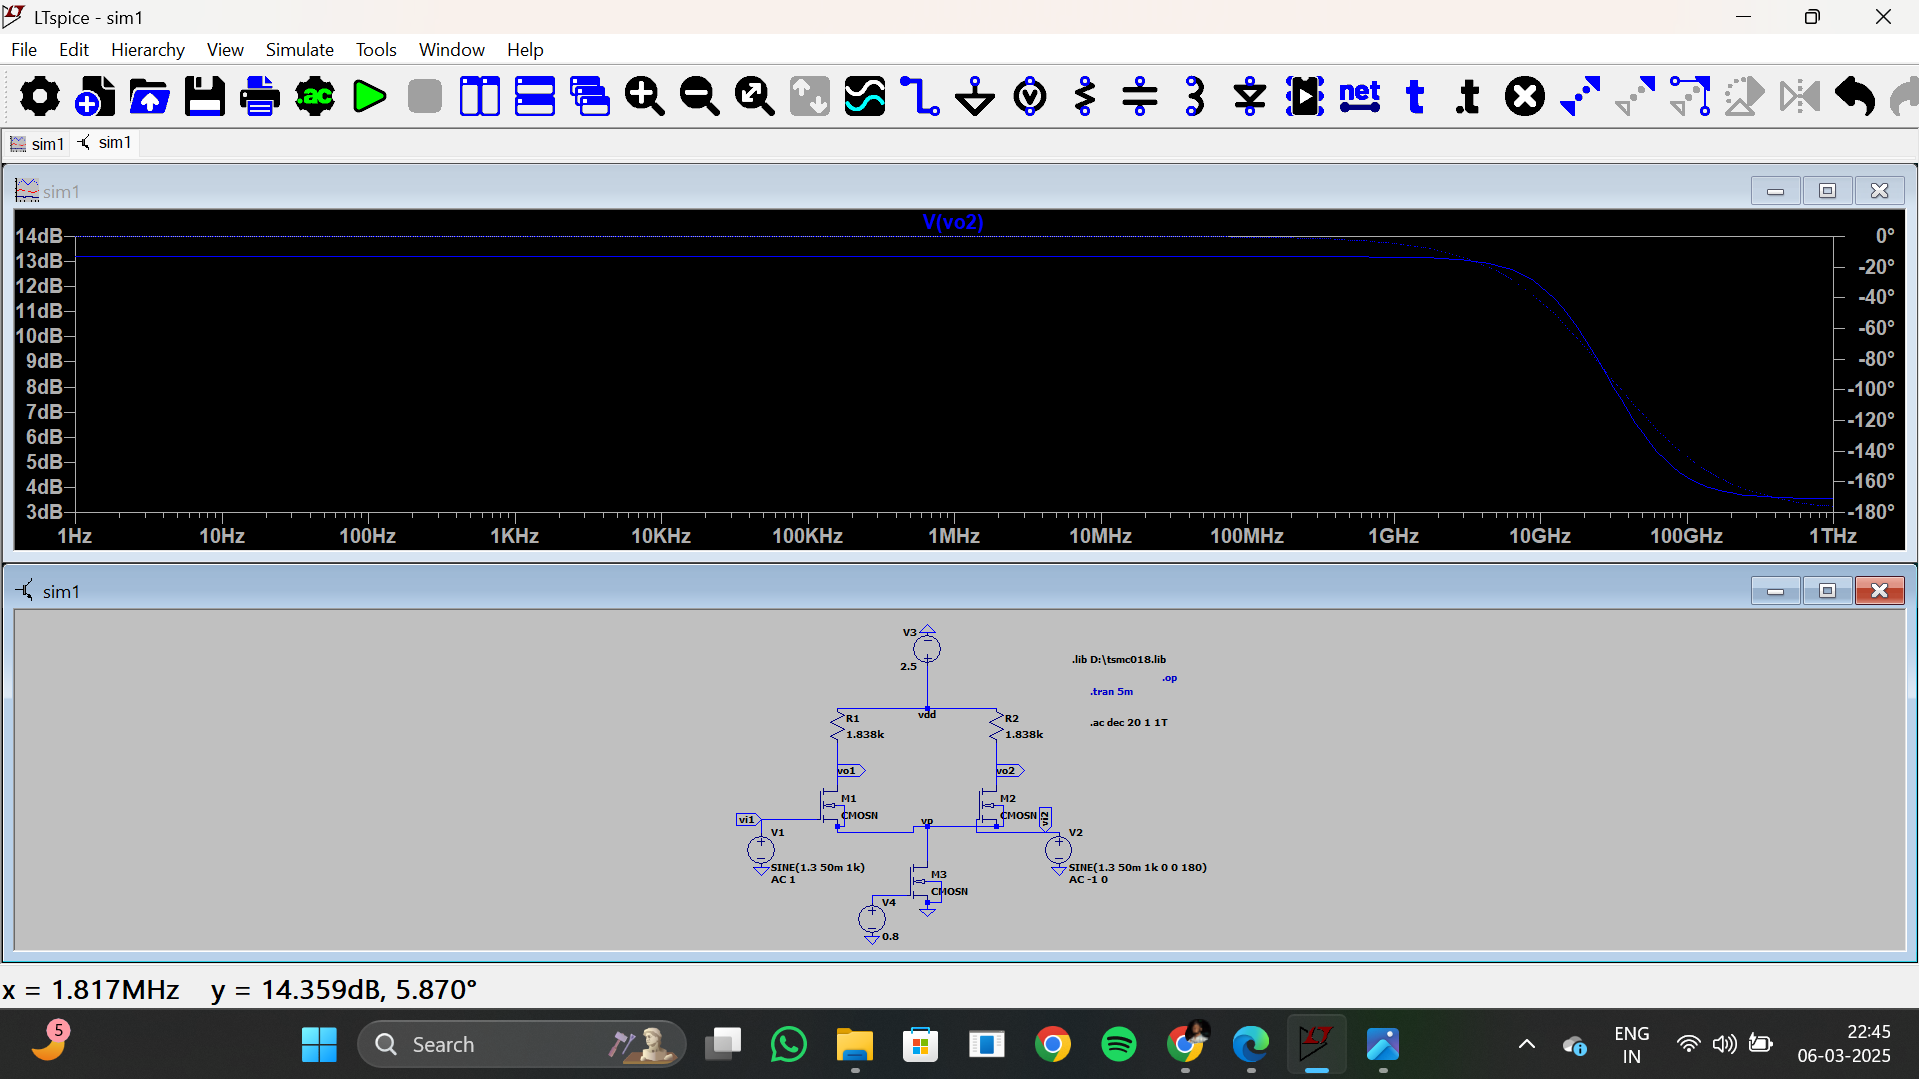 LTspice - sim1
File Edit Hierarchy View Simulate Tools Window Help
.ac net t .t
sim1 sim1
sim1
V(vo2)
14dB 0°
13dB -20°
12dB -40°
11dB -60°
10dB -80°
9dB -100°
8dB -120°
7dB -140°
6dB -160°
5dB -180°
4dB
3dB
1Hz 10Hz 100Hz 1KHz 10KHz 100KHz 1MHz 10MHz 100MHz 1GHz 10GHz 100GHz 1THz
sim1
V3
2.5
.lib D:\tsmc018.lib
.op
.tran 5m
.ac dec 20 1 1T
vdd
R1
1.838k
R2
1.838k
vo1
vo2
M1
CMOSN
M2
CMOSN
vi1
vp
vi2
V1
SINE(1.3 50m 1k)
AC 1
V2
SINE(1.3 50m 1k 0 0 180)
AC -1 0
M3
CMOSN
V4
0.8
x = 1.817MHz y = 14.359dB, 5.870°
5
Search
ENG
IN
22:45
06-03-2025